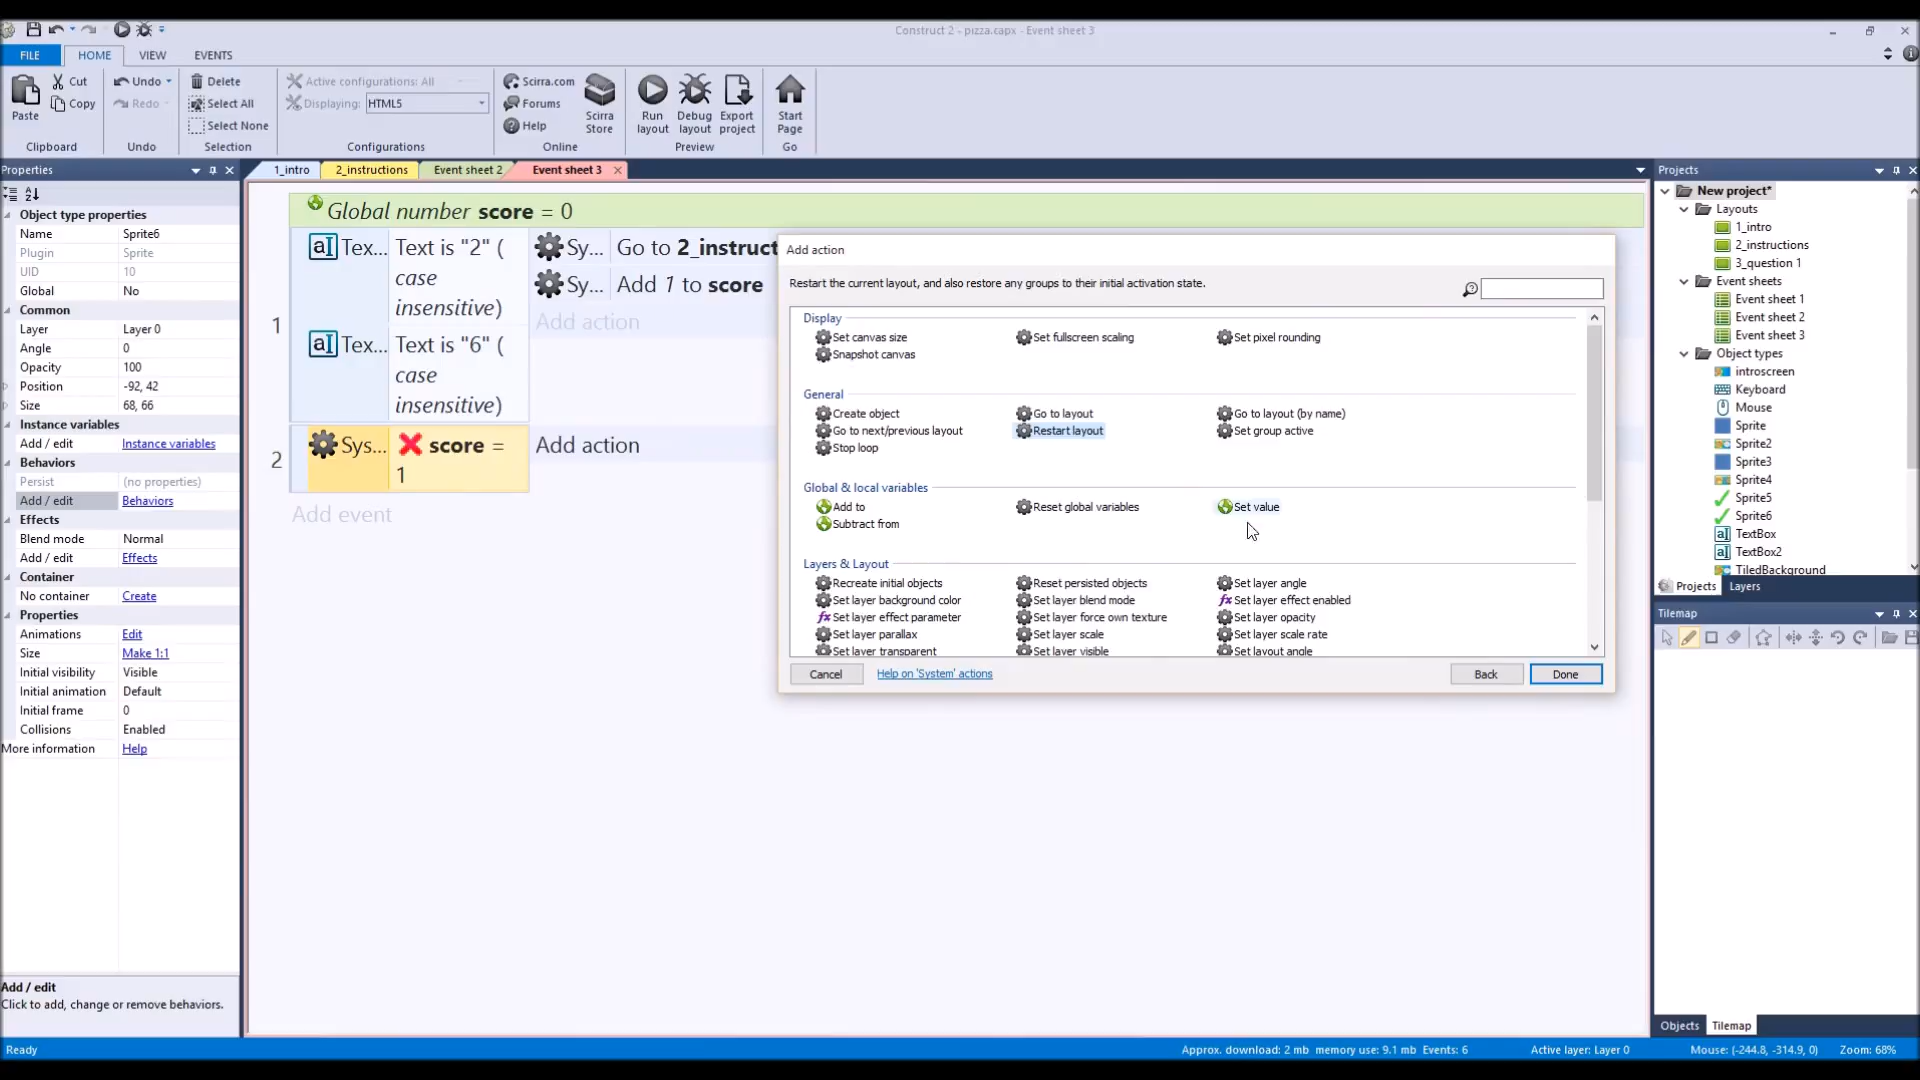 Construct 2 - pizza.capx - Event sheet 3
FILE
HOME
VIEW
EVENTS
Paste
Cut
Copy
Clipboard
Undo
Redo
Undo
Delete
Select All
Select None
Selection
Active configurations: All
Displaying: HTML5
Configurations
Scirra.com
Forums
Help
Scirra Store
Online
Run layout
Debug layout
Export project
Preview
Start Page
Go
Properties
1_intro
2_instructions
Event sheet 2
Event sheet 3
Object type properties
Name Sprite6
Plugin Sprite
UID 10
Global No
Common
Layer Layer 0
Angle 0
Opacity 100
Position -92, 42
Size 68, 66
Instance variables
Add / edit Instance variables
Behaviors
Persist (no properties)
Add / edit Behaviors
Effects
Blend mode Normal
Add / edit Effects
Container
No container Create
Properties
Animations Edit
Size Make 1:1
Initial visibility Visible
Initial animation Default
Initial frame 0
Collisions Enabled
More information Help
Add / edit
Click to add, change or remove behaviors.
Global number score = 0
1
Tex... Text is "2" (
case
insensitive)
Tex... Text is "6" (
case
insensitive)
Sy... Go to 2_instruct
Sy... Add 1 to score
Add action
2
Sys... score =
1
Add action
Add event
Add action
Restart the current layout, and also restore any groups to their initial activation state.
Display
Set canvas size Set fullscreen scaling Set pixel rounding
Snapshot canvas
General
Create object Go to layout Go to layout (by name)
Go to next/previous layout Restart layout Set group active
Stop loop
Global & local variables
Add to Reset global variables Set value
Subtract from
Layers & Layout
Recreate initial objects Reset persisted objects Set layer angle
Set layer background color Set layer blend mode Set layer effect enabled
Set layer effect parameter Set layer force own texture Set layer opacity
Set layer parallax Set layer scale Set layer scale rate
Set layer transparent Set layer visible Set layout angle
Cancel
Help on 'System' actions
Back
Done
Projects
New project*
Layouts
1_intro
2_instructions
3_question 1
Event sheets
Event sheet 1
Event sheet 2
Event sheet 3
Object types
introscreen
Keyboard
Mouse
Sprite
Sprite2
Sprite3
Sprite4
Sprite5
Sprite6
TextBox
TextBox2
TiledBackground
Projects
Layers
Tilemap
Objects
Tilemap
Ready
Approx. download: 2 mb memory use: 9.1 mb Events: 6
Active layer: Layer 0
Mouse: (-244.8, -314.9, 0)
Zoom: 68%